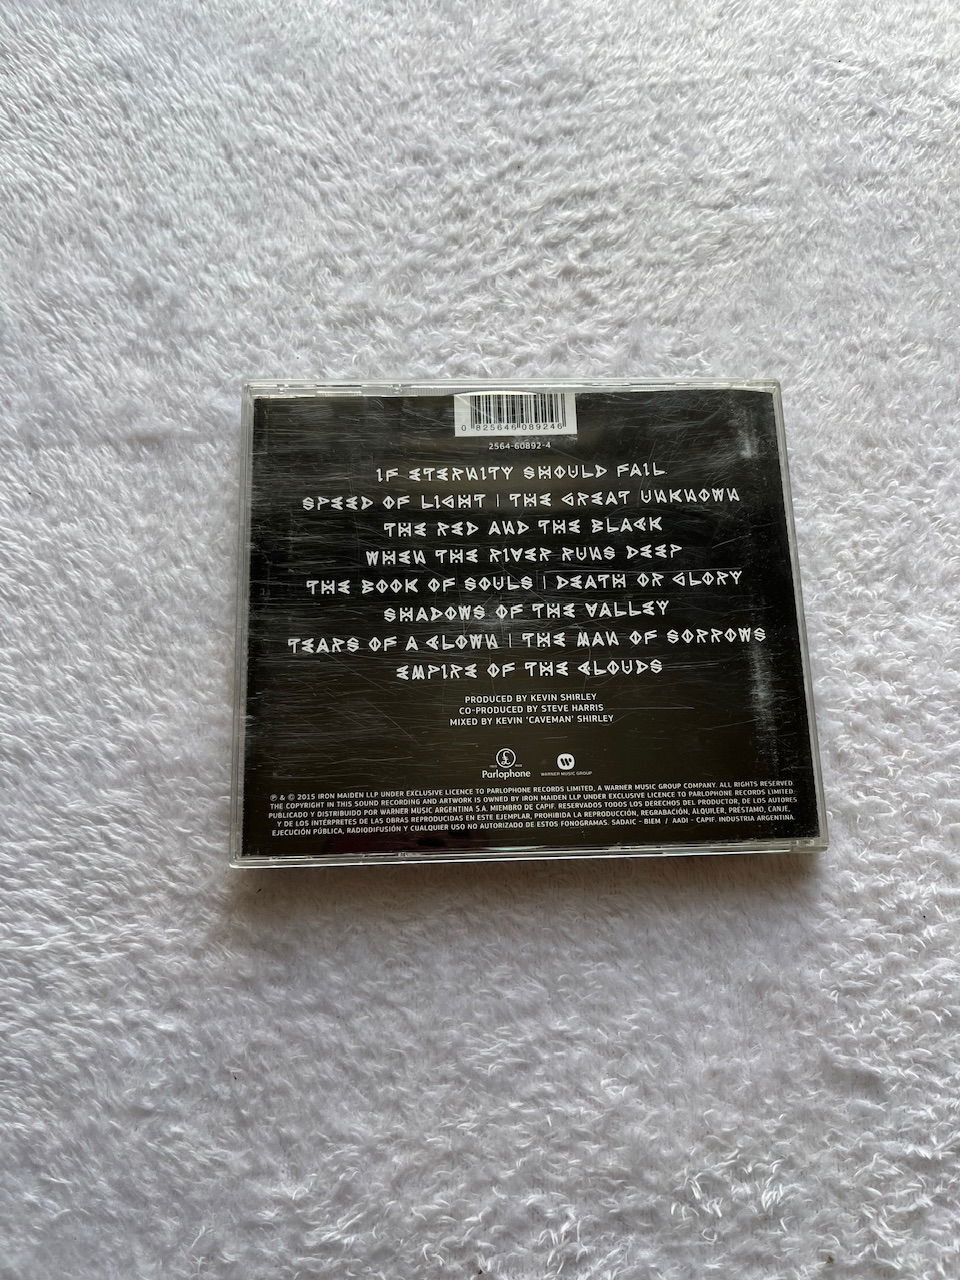 0 825646 089246
2564-60892-4
IF ETERNITY SHOULD FAIL
SPEED OF LIGHT | THE GREAT UNKNOWN
THE RED AND THE BLACK
WHEN THE RIVER RUNS DEEP
THE BOOK OF SOULS | DEATH OR GLORY
SHADOWS OF THE VALLEY
TEARS OF A CLOWN | THE MAN OF SORROWS
EMPIRE OF THE CLOUDS
PRODUCED BY KEVIN SHIRLEY
CO-PRODUCED BY STEVE HARRIS
MIXED BY KEVIN 'CAVEMAN' SHIRLEY
Parlophone
WARNER MUSIC GROUP
℗ & © 2015 IRON MAIDEN LLP UNDER EXCLUSIVE LICENCE TO PARLOPHONE RECORDS LIMITED, A WARNER MUSIC GROUP COMPANY. ALL RIGHTS RESERVED.
THE COPYRIGHT IN THIS SOUND RECORDING AND ARTWORK IS OWNED BY IRON MAIDEN LLP UNDER EXCLUSIVE LICENCE TO PARLOPHONE RECORDS LIMITED.
PUBLICADO Y DISTRIBUIDO POR WARNER MUSIC ARGENTINA S.A. MIEMBRO DE CAPIF. RESERVADOS TODOS LOS DERECHOS DEL PRODUCTOR, DE LOS AUTORES
Y DE LOS INTÉRPRETES DE LAS OBRAS REPRODUCIDAS EN ESTE EJEMPLAR, PROHIBIDA LA REPRODUCCIÓN, REGRABACIÓN, ALQUILER, PRÉSTAMO, CANJE,
EJECUCIÓN PÚBLICA, RADIODIFUSIÓN Y CUALQUIER USO NO AUTORIZADO DE ESTOS FONOGRAMAS. SADAIC - BIEM / AADI - CAPIF. INDUSTRIA ARGENTINA.